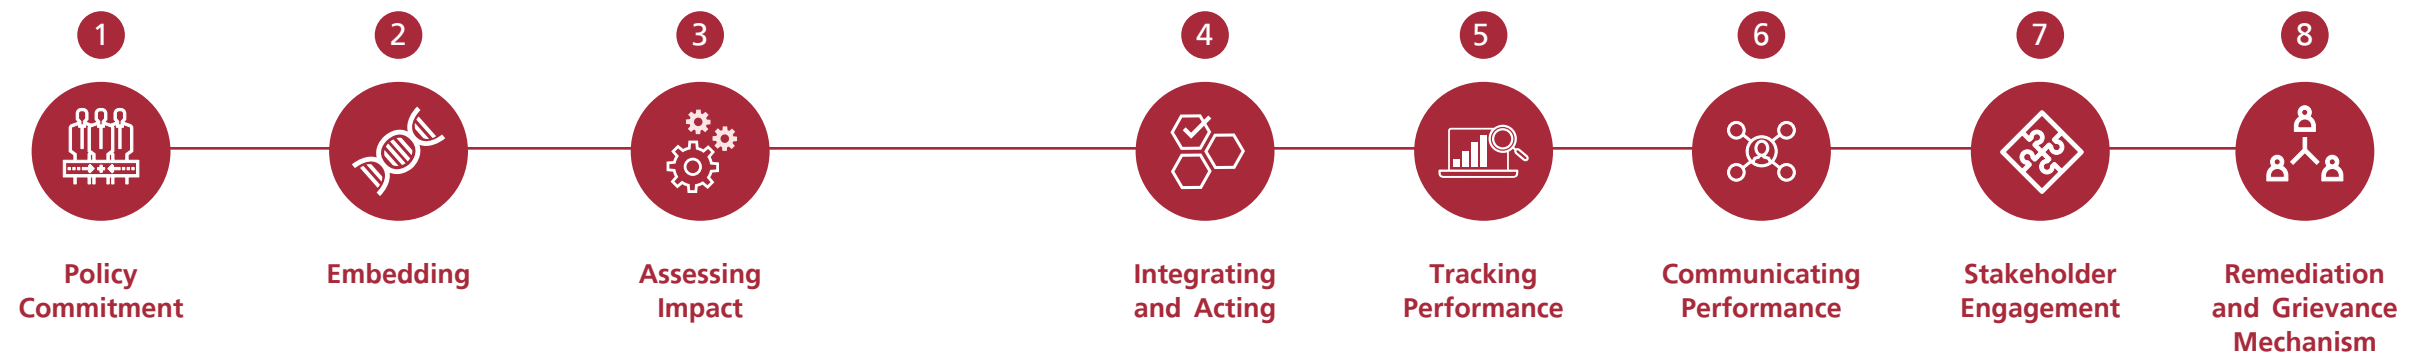 1
2
3
4
5
6
7
8
Policy
Commitment
Embedding
Assessing
Impact
Integrating
and Acting
Tracking
Performance
Communicating
Performance
Stakeholder
Engagement
Remediation
and Grievance
Mechanism